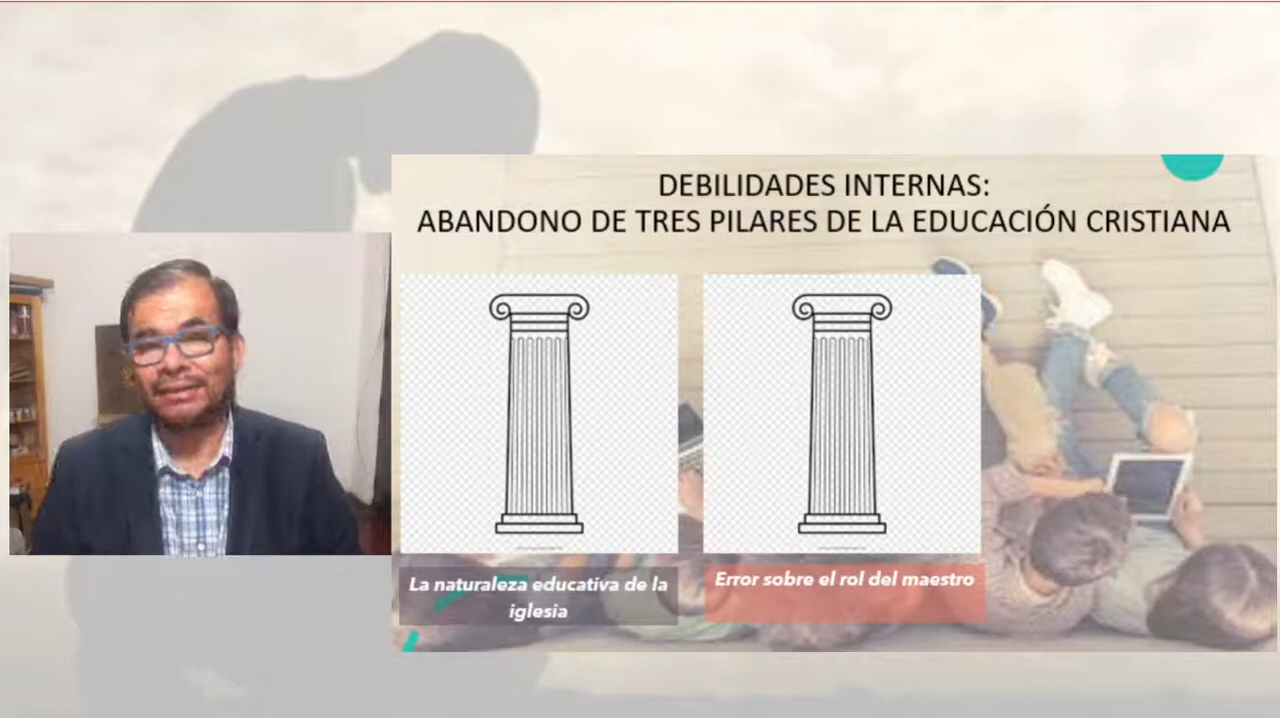 DEBILIDADES INTERNAS:
ABANDONO DE TRES PILARES DE LA EDUCACIÓN CRISTIANA
La naturaleza educativa de la
iglesia
Error sobre el rol del maestro